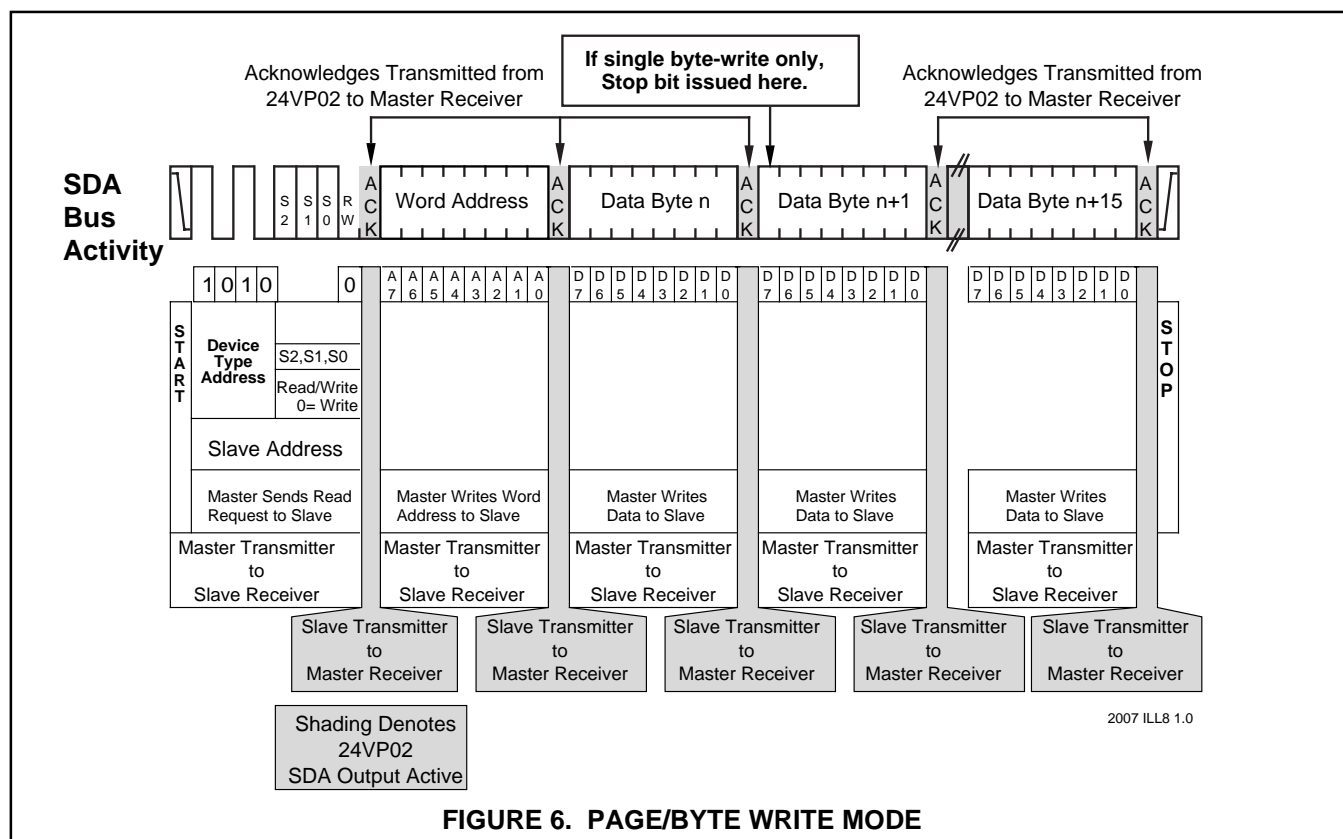 If single byte-write only,
Stop bit issued here.
Acknowledges Transmitted from
24VP02 to Master Receiver
Acknowledges Transmitted from
24VP02 to Master Receiver
SDA
Bus
Activity
S2 S1 S0 RW
ACK
Word Address
ACK
Data Byte n
ACK
Data Byte n+1
ACK
Data Byte n+15
ACK
1 0 1 0 0
A7 A6 A5 A4 A3 A2 A1 A0
D7 D6 D5 D4 D3 D2 D1 D0
D7 D6 D5 D4 D3 D2 D1 D0
D7 D6 D5 D4 D3 D2 D1 D0
START
Device
Type
Address
S2,S1,S0
Read/Write
0= Write
Slave Address
STOP
Master Sends Read
Request to Slave
Master Writes Word
Address to Slave
Master Writes
Data to Slave
Master Writes
Data to Slave
Master Writes
Data to Slave
Master Transmitter
to
Slave Receiver
Master Transmitter
to
Slave Receiver
Master Transmitter
to
Slave Receiver
Master Transmitter
to
Slave Receiver
Master Transmitter
to
Slave Receiver
Slave Transmitter
to
Master Receiver
Slave Transmitter
to
Master Receiver
Slave Transmitter
to
Master Receiver
Slave Transmitter
to
Master Receiver
Slave Transmitter
to
Master Receiver
Shading Denotes
24VP02
SDA Output Active
2007 ILL8 1.0
FIGURE 6. PAGE/BYTE WRITE MODE